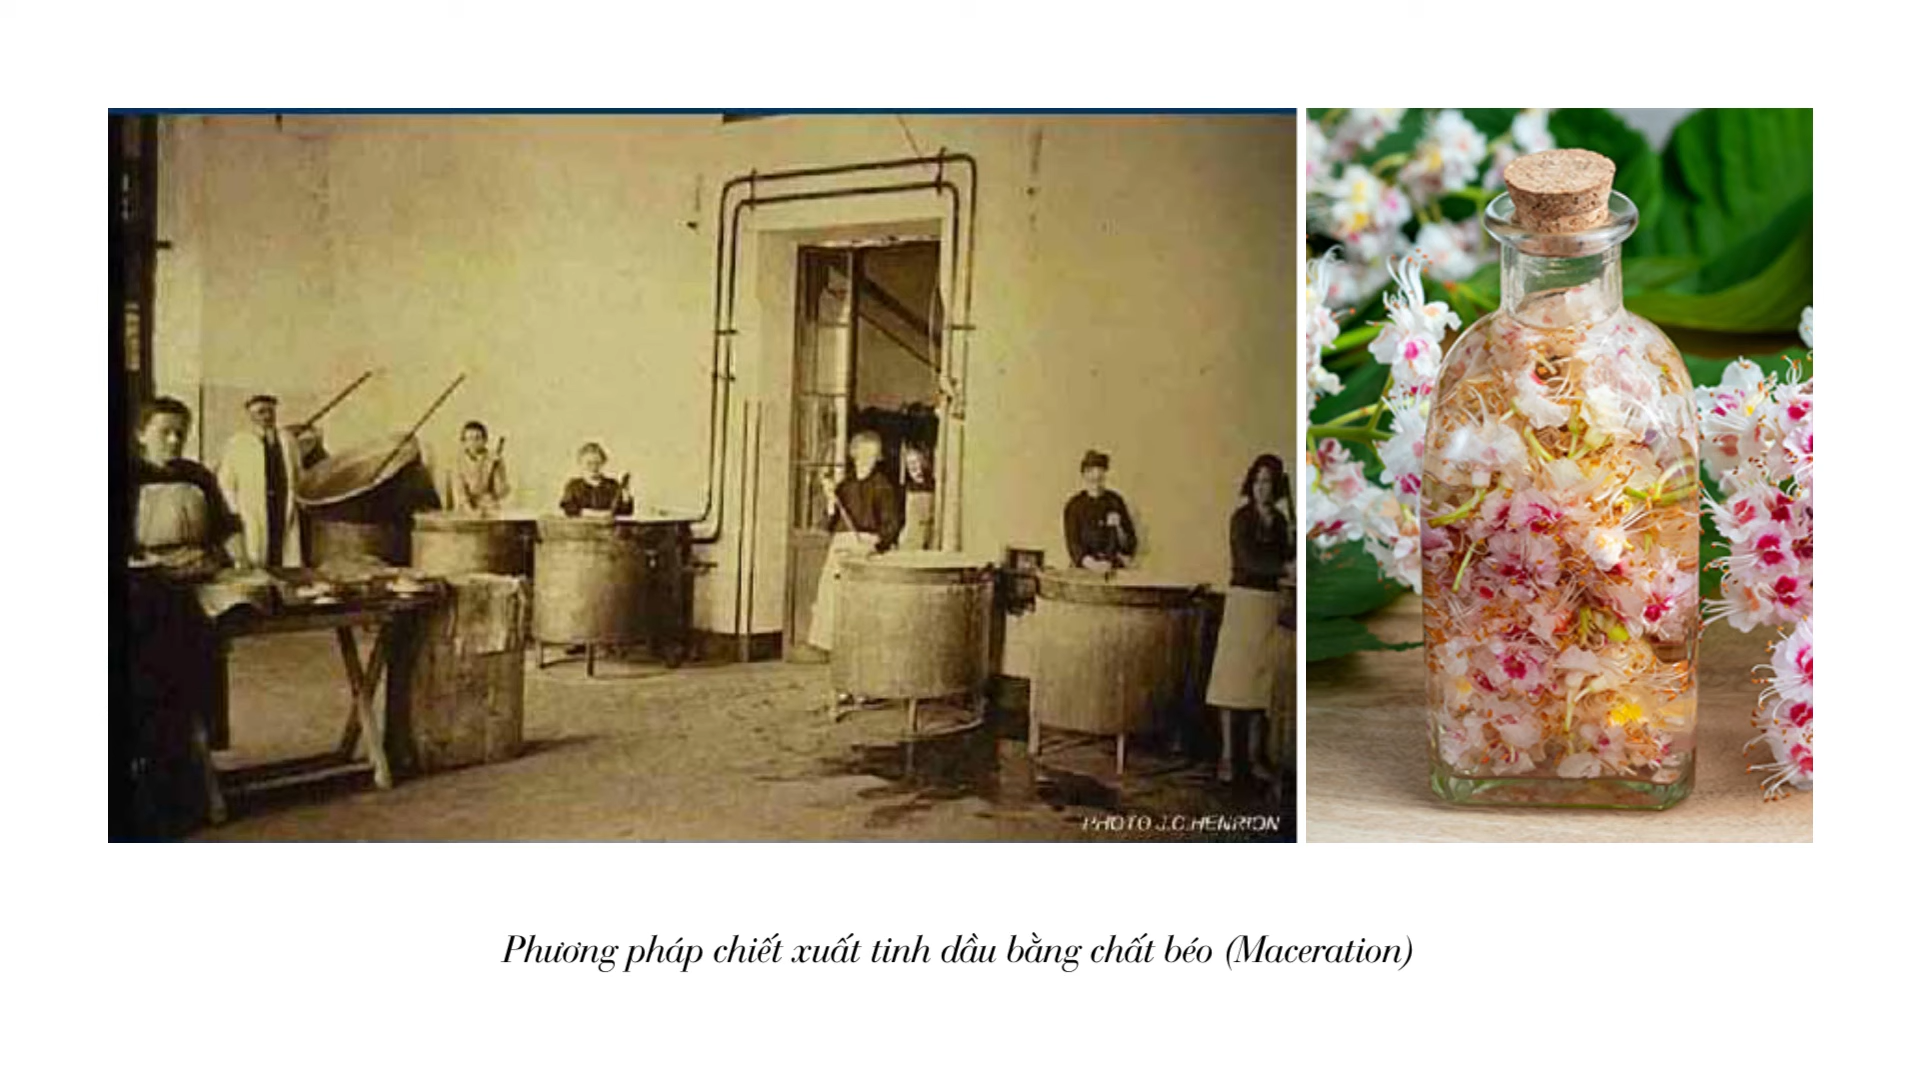 PHOTO J.C.HENRION
Phương pháp chiết xuất tinh dầu bằng chất béo (Maceration)